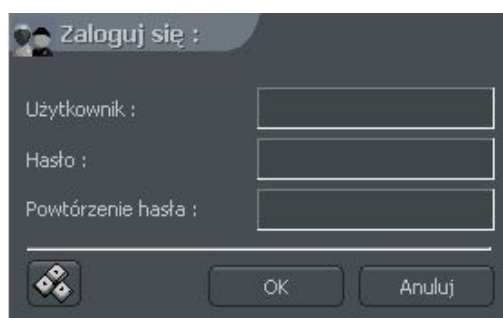 Zaloguj się :
Użytkownik :
Hasło :
Powtórzenie hasła :
OK
Anuluj